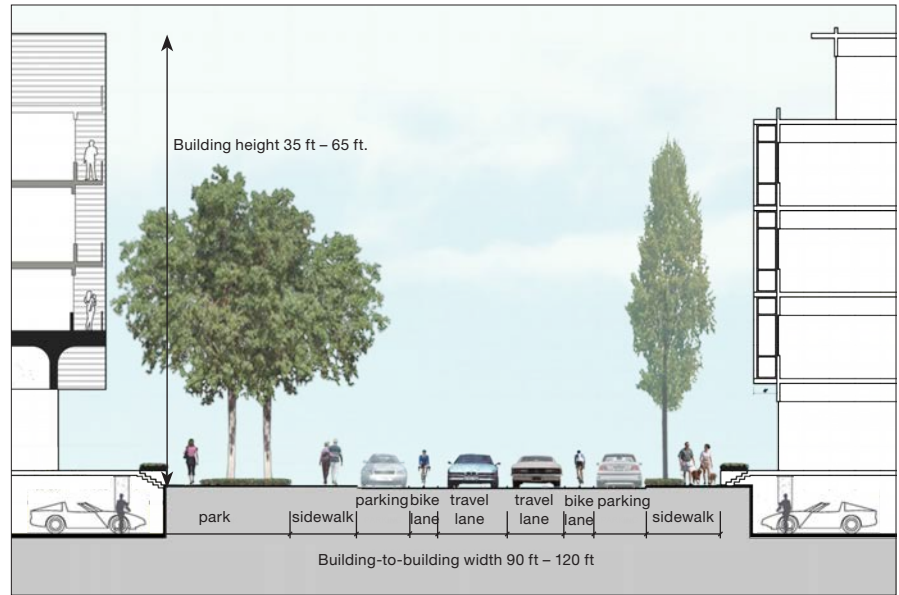 Building height 35 ft – 65 ft.
parking
bike
lane
travel
lane
travel
lane
bike
lane
parking
park
sidewalk
sidewalk
Building-to-building width 90 ft – 120 ft